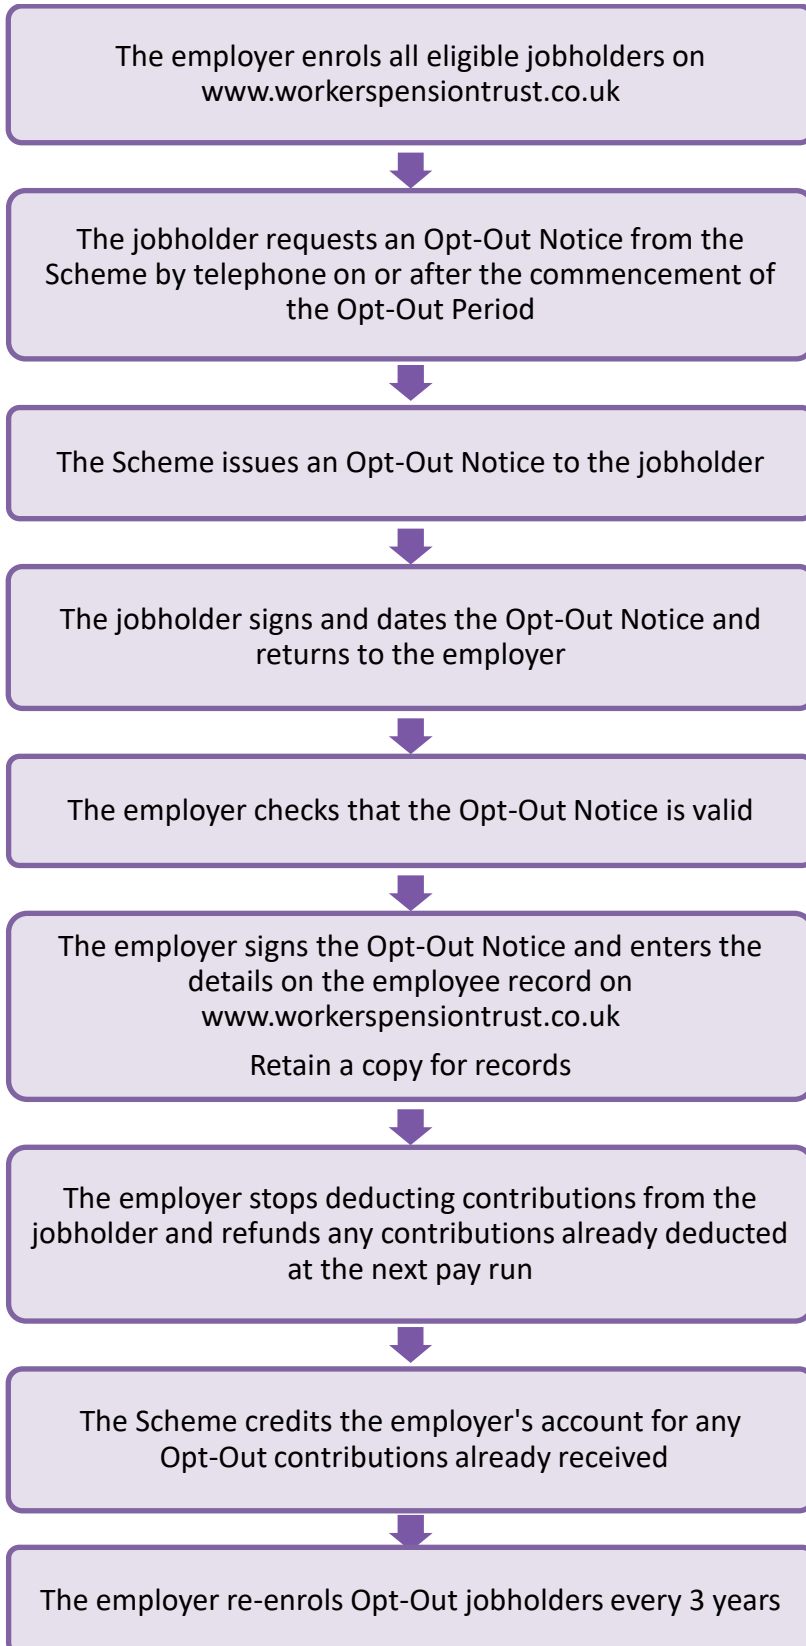 The employer enrols all eligible jobholders on
www.workerspensiontrust.co.uk
The jobholder requests an Opt-Out Notice from the
Scheme by telephone on or after the commencement of
the Opt-Out Period
The Scheme issues an Opt-Out Notice to the jobholder
The jobholder signs and dates the Opt-Out Notice and
returns to the employer
The employer checks that the Opt-Out Notice is valid
The employer signs the Opt-Out Notice and enters the
details on the employee record on
www.workerspensiontrust.co.uk
Retain a copy for records
The employer stops deducting contributions from the
jobholder and refunds any contributions already deducted
at the next pay run
The Scheme credits the employer's account for any
Opt-Out contributions already received
The employer re-enrols Opt-Out jobholders every 3 years